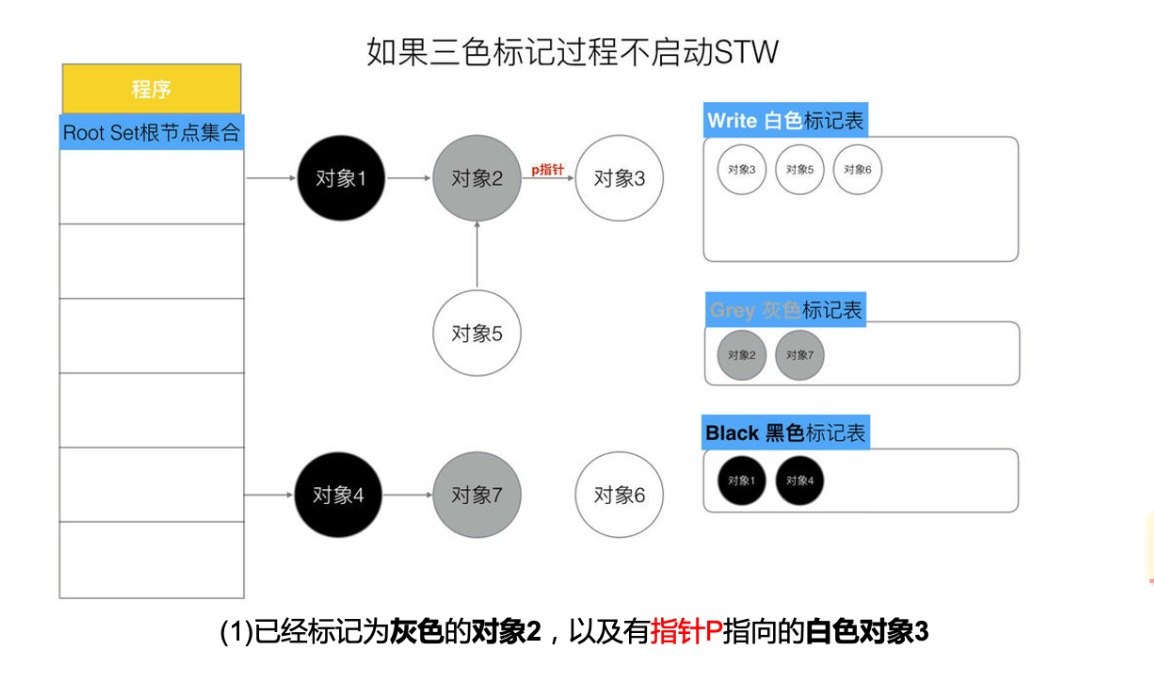 如果三色标记过程不启动STW
程序
Root Set根节点集合
对象1
对象2
p指针
对象3
对象5
对象4
对象7
对象6
Write 白色标记表
对象3 对象5 对象6
Grey 灰色标记表
对象2 对象7
Black 黑色标记表
对象1 对象4
(1)已经标记为灰色的对象2，以及有指针P指向的白色对象3